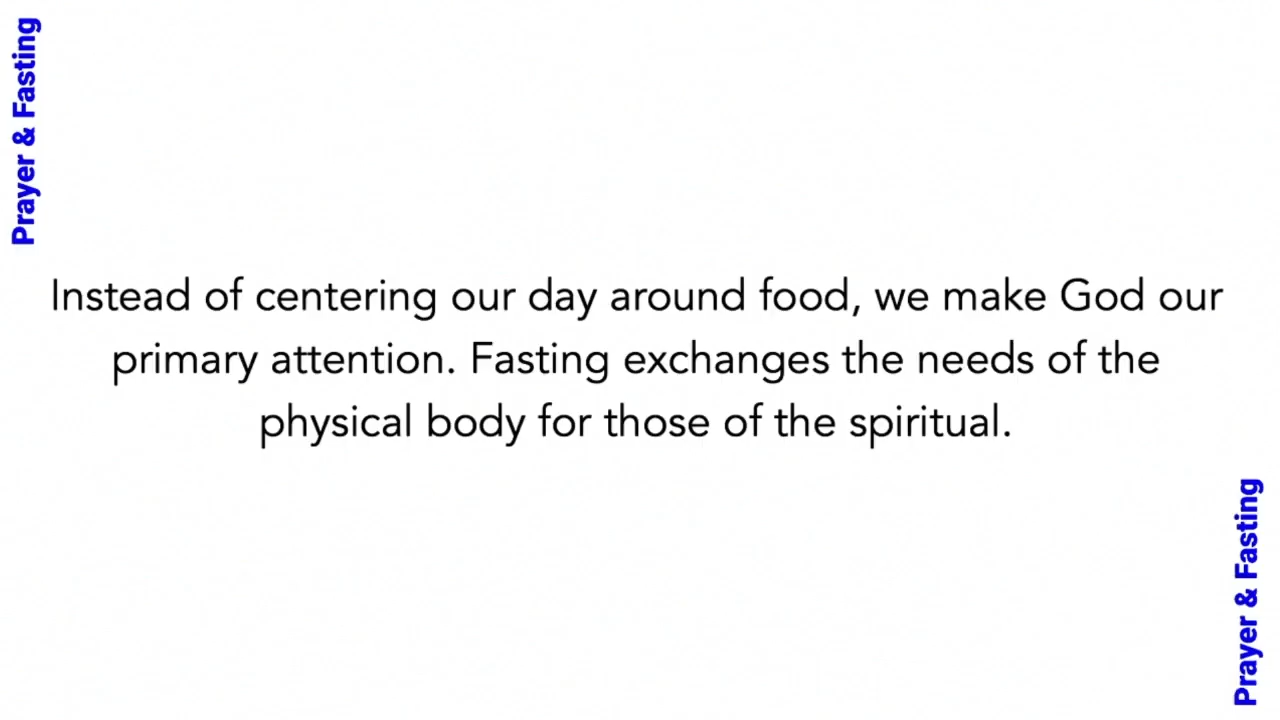 Prayer & Fasting
Instead of centering our day around food, we make God our
primary attention. Fasting exchanges the needs of the
physical body for those of the spiritual.
Prayer & Fasting